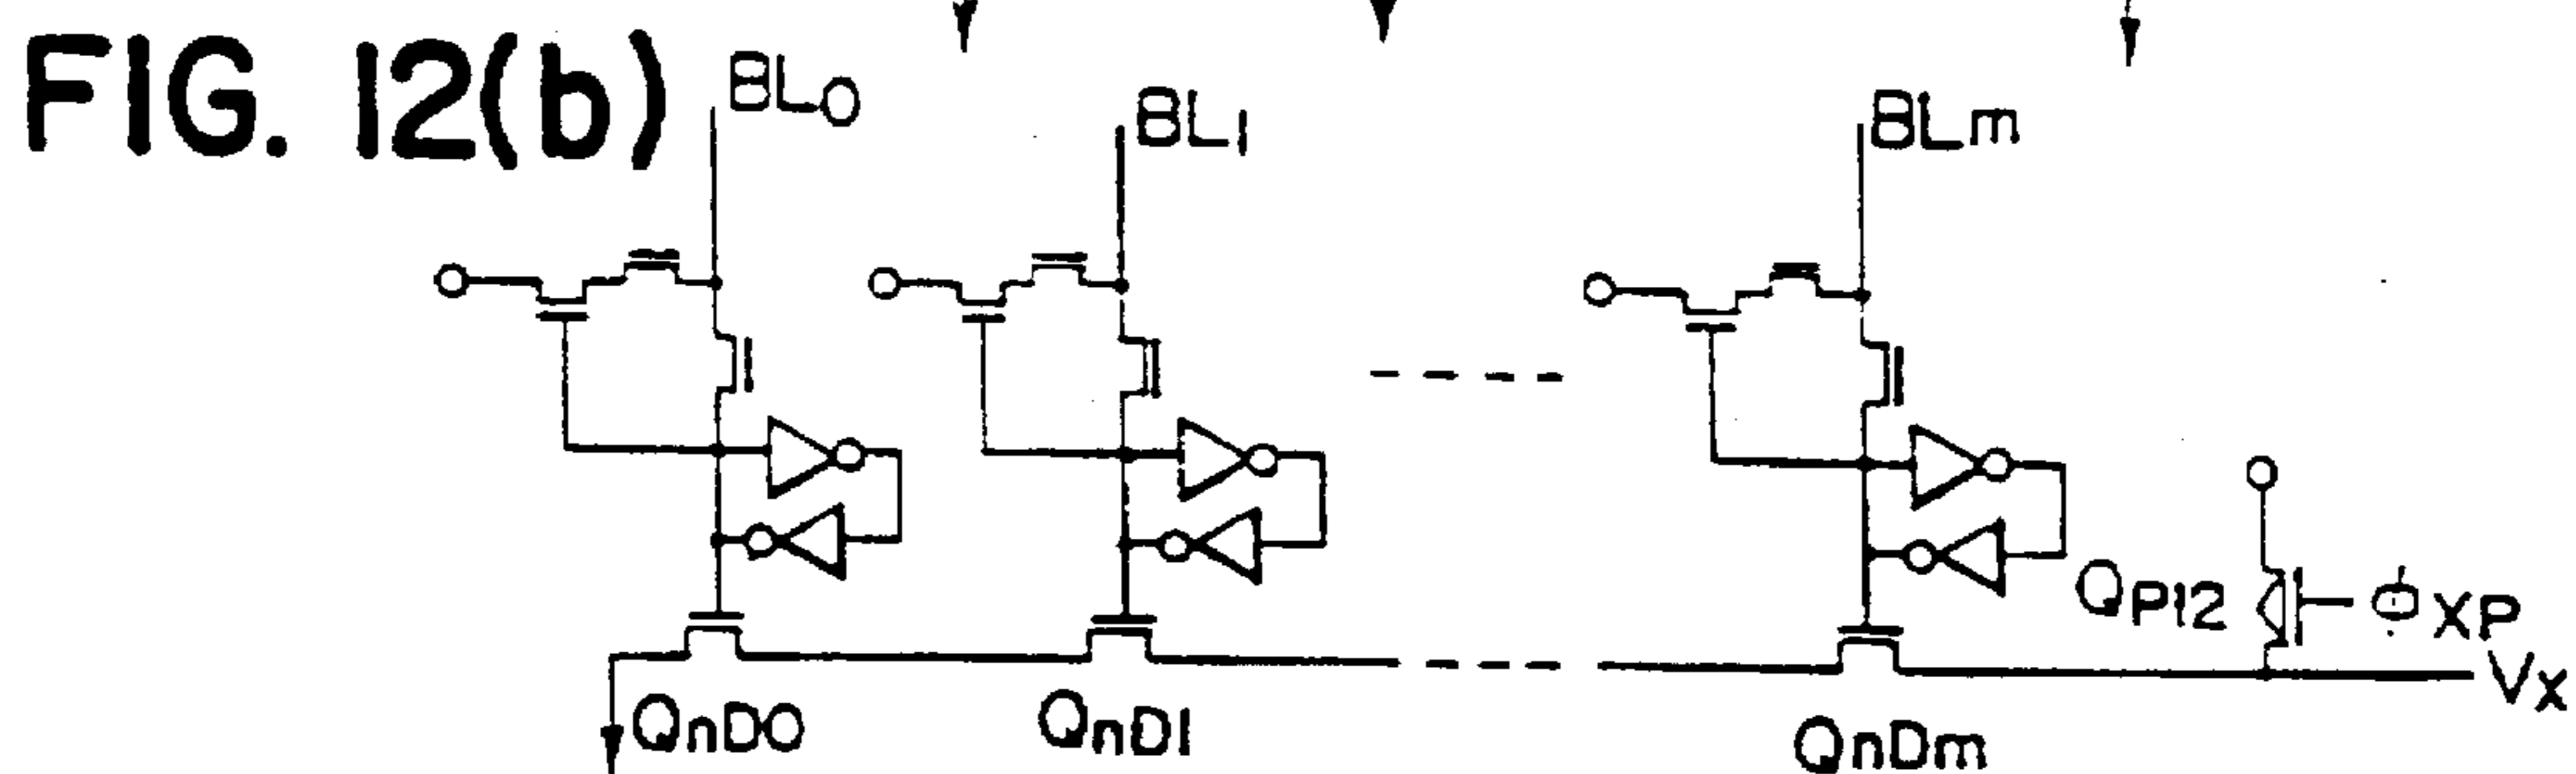 FIG. 12(b)
BL0
BL1
BLm
QP12
ϕXP
VX
QnD0
QnD1
QnDm